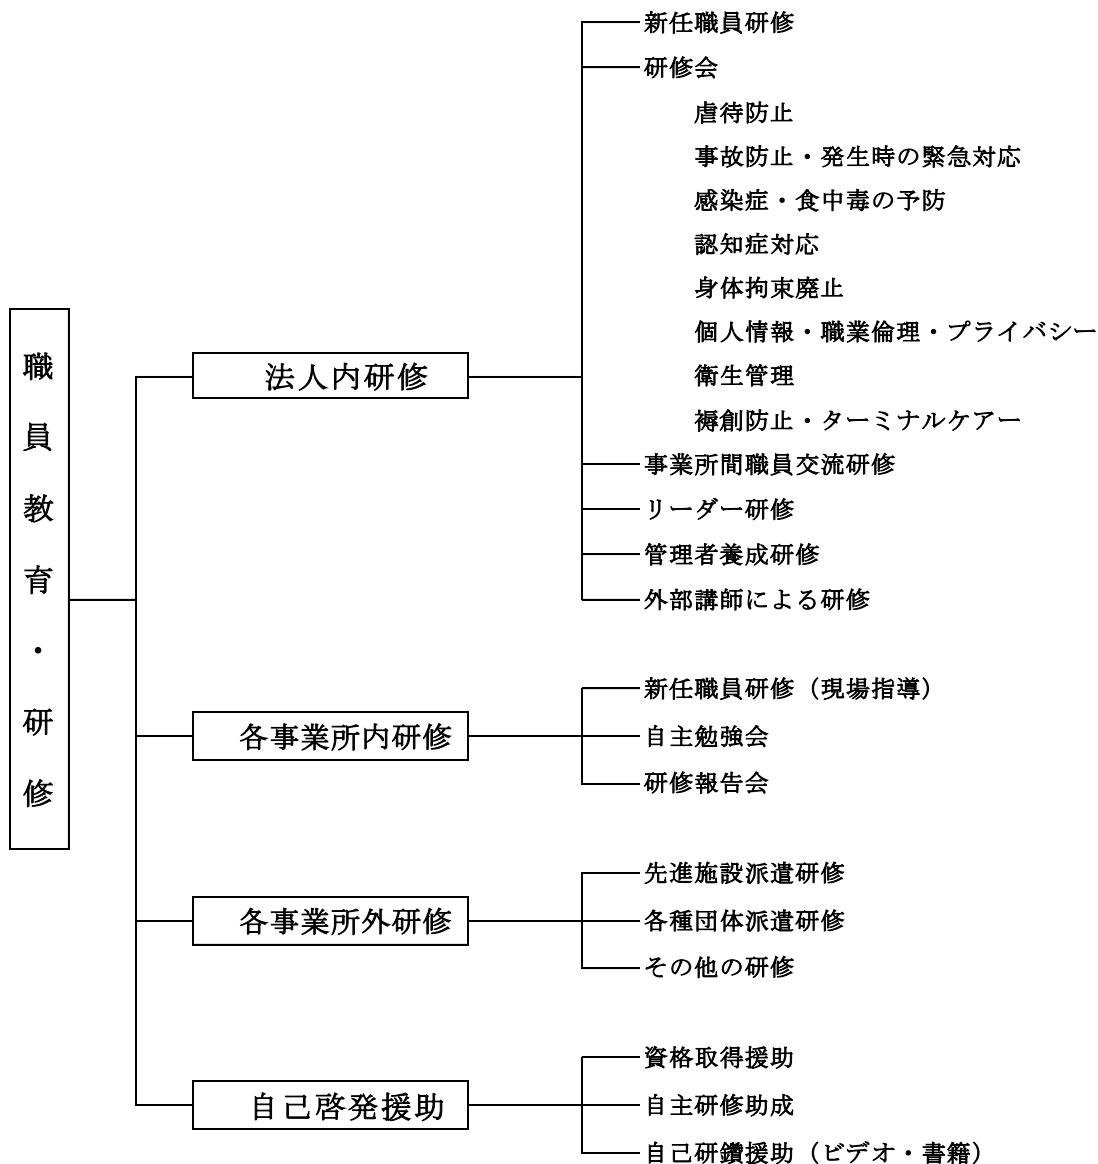 職員教育・研修
法人内研修
新任職員研修
研修会
虐待防止
事故防止・発生時の緊急対応
感染症・食中毒の予防
認知症対応
身体拘束廃止
個人情報・職業倫理・プライバシー
衛生管理
褥創防止・ターミナルケアー
事業所間職員交流研修
リーダー研修
管理者養成研修
外部講師による研修
各事業所内研修
新任職員研修（現場指導）
自主勉強会
研修報告会
各事業所外研修
先進施設派遣研修
各種団体派遣研修
その他の研修
自己啓発援助
資格取得援助
自主研修助成
自己研鑽援助（ビデオ・書籍）